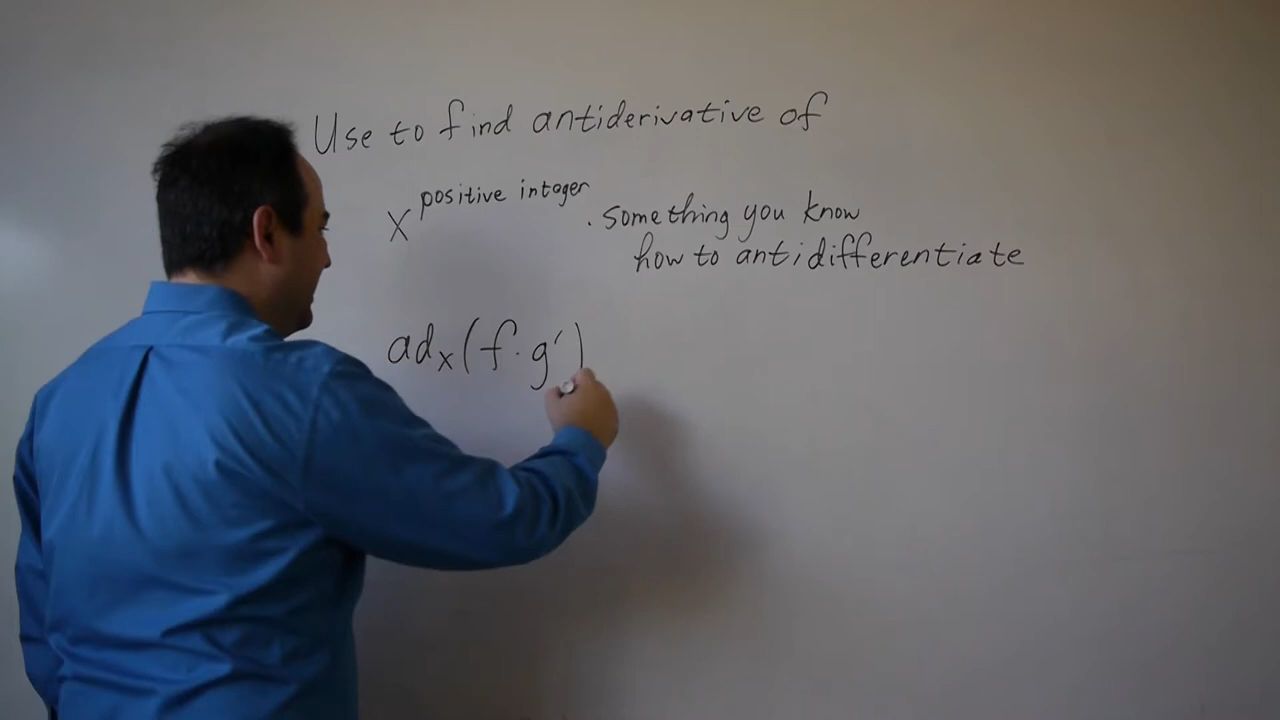 Use to find antiderivative of
x^positive integer · something you know
how to antidifferentiate
adₓ(f·g′)